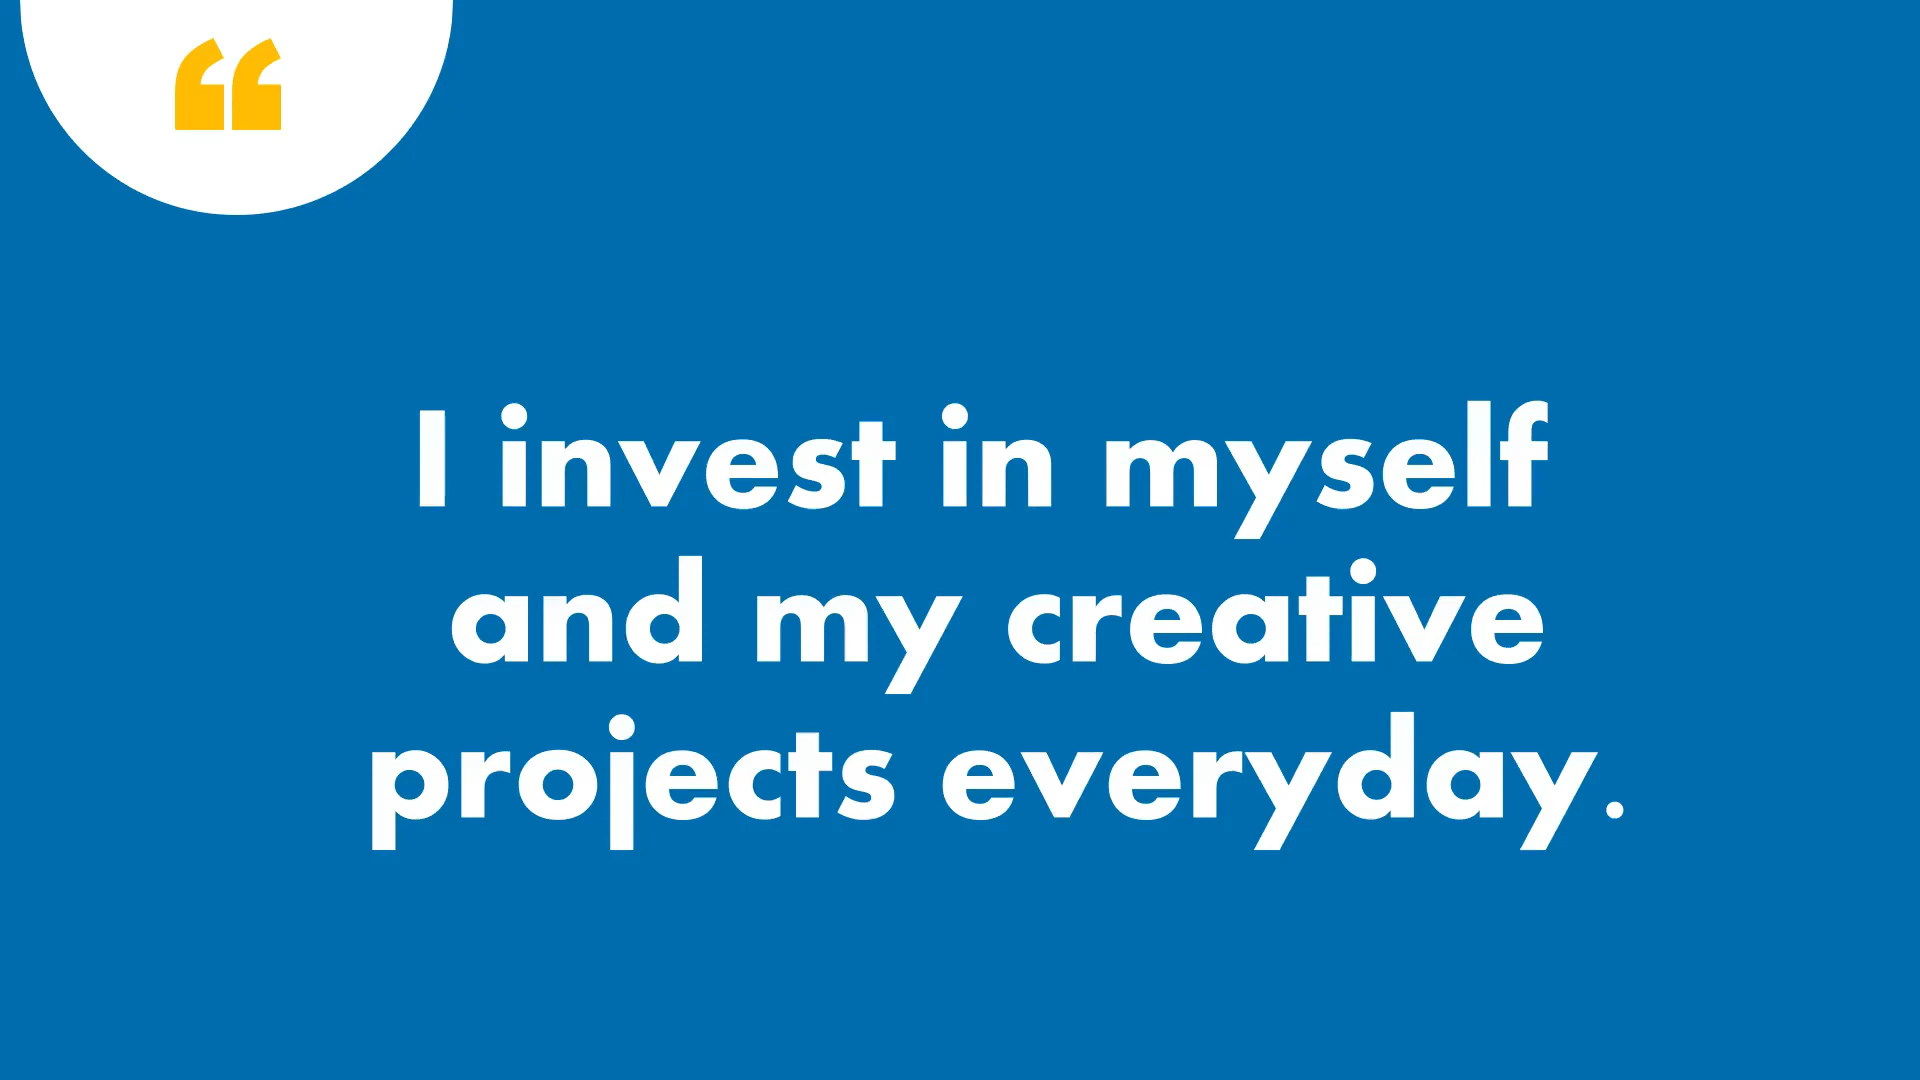 “
I invest in myself
and my creative
projects everyday.